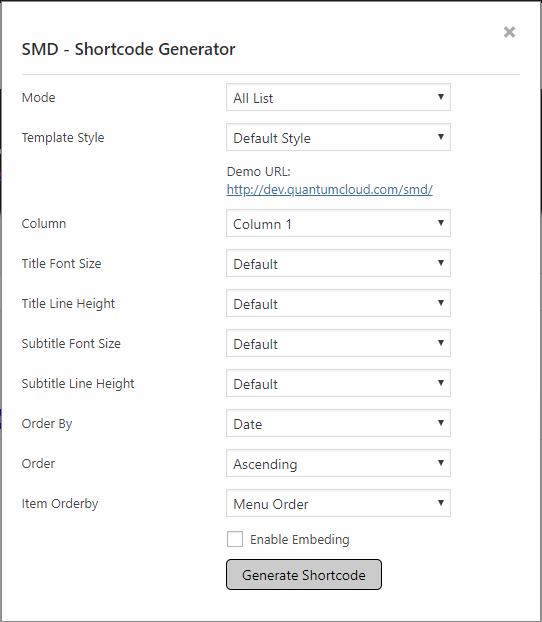 SMD - Shortcode Generator
Mode All List
Template Style Default Style
Demo URL:
http://dev.quantumcloud.com/smd/
Column Column 1
Title Font Size Default
Title Line Height Default
Subtitle Font Size Default
Subtitle Line Height Default
Order By Date
Order Ascending
Item Orderby Menu Order
Enable Embeding
Generate Shortcode